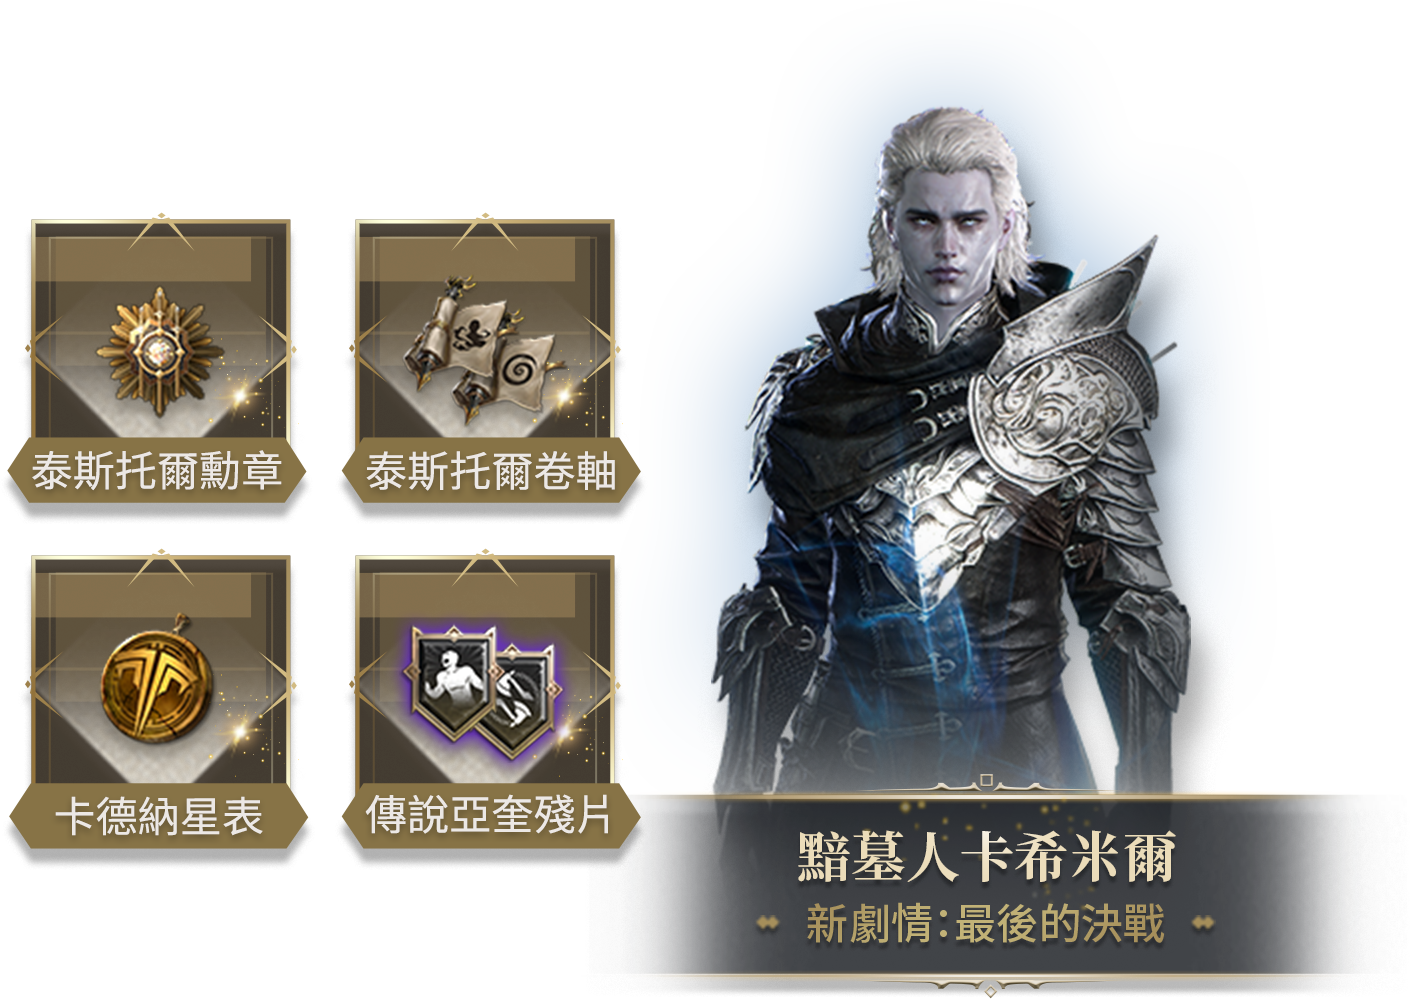 泰斯托爾勳章
泰斯托爾卷軸
卡德納星表
傳說亞奎殘片
黯墓人卡希米爾
新劇情：最後的決戰